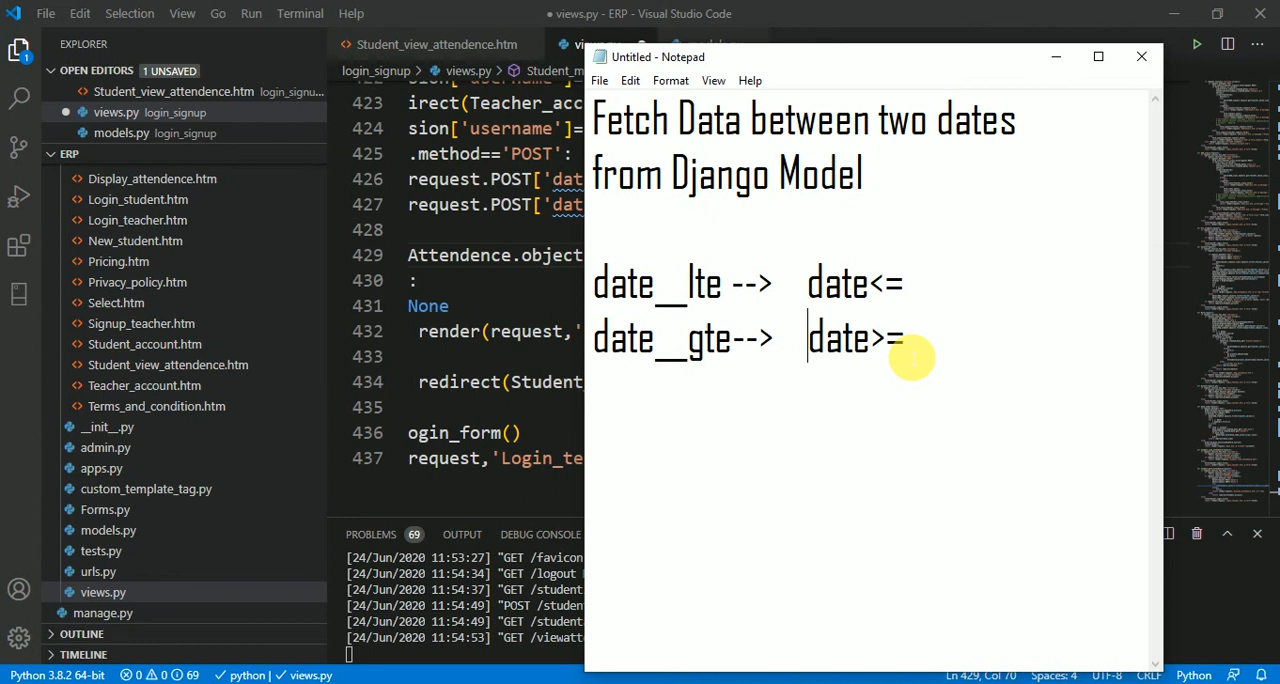 File Edit Selection View Go Run Terminal Help
● views.py - ERP - Visual Studio Code
EXPLORER
OPEN EDITORS 1 UNSAVED
Student_view_attendence.htm login_signu...
views.py login_signup
models.py login_signup
ERP
Display_attendence.htm
Login_student.htm
Login_teacher.htm
New_student.htm
Pricing.htm
Privacy_policy.htm
Select.htm
Signup_teacher.htm
Student_account.htm
Student_view_attendence.htm
Teacher_account.htm
Terms_and_condition.htm
__init__.py
admin.py
apps.py
custom_template_tag.py
Forms.py
models.py
tests.py
urls.py
views.py
manage.py
OUTLINE
TIMELINE
Student_view_attendence.htm
login_signup > views.py > Student_m
423 irect(Teacher_acc
424 sion['username']=
425 .method=='POST':
426 request.POST['dat
427 request.POST['dat
428
429 Attendence.object
430 :
431 None
432 render(request,'
433
434 redirect(Student_
435
436 ogin_form()
437 request,'Login_te
PROBLEMS 69 OUTPUT DEBUG CONSOLE
[24/Jun/2020 11:53:27] "GET /favicon
[24/Jun/2020 11:54:34] "GET /logout
[24/Jun/2020 11:54:37] "GET /student
[24/Jun/2020 11:54:49] "POST /studen
[24/Jun/2020 11:54:49] "GET /student
[24/Jun/2020 11:54:53] "GET /viewatte
Untitled - Notepad
File Edit Format View Help
Fetch Data between two dates
from Django Model
date__lte --> date<=
date__gte--> date>=
Python 3.8.2 64-bit 0 0 69 python | views.py
Ln 429, Col 70 Spaces: 4 UTF-8 CRLF Python